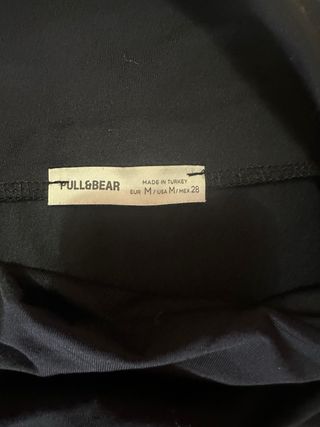 PULL&BEAR
MADE IN TURKEY
EUR M / USA M / MEX 28